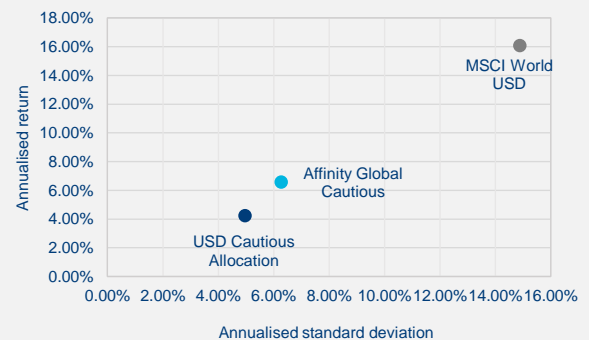 18.00%
16.00%
14.00%
12.00%
10.00%
8.00%
6.00%
4.00%
2.00%
0.00%
Annualised return
MSCI World
USD
Affinity Global
Cautious
USD Cautious
Allocation
0.00% 2.00% 4.00% 6.00% 8.00% 10.00% 12.00% 14.00% 16.00%
Annualised standard deviation